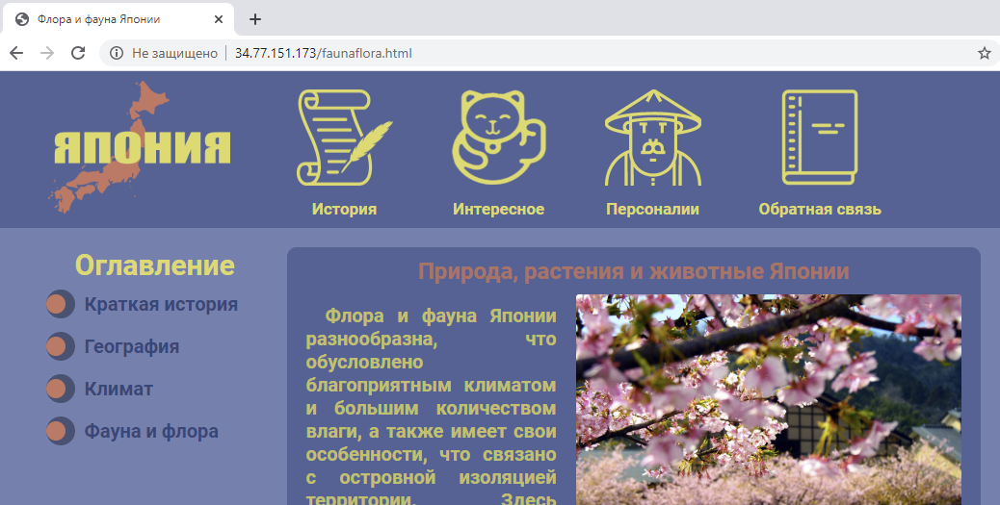 Флора и фауна Японии
Не защищено 34.77.151.173/faunaflora.html
япония
История
Интересное
Персоналии
Обратная связь
Оглавление
Краткая история
География
Климат
Фауна и флора
Природа, растения и животные Японии
Флора и фауна Японии
разнообразна, что
обусловлено
благоприятным климатом
и большим количеством
влаги, а также имеет свои
особенности, что связано
с островной изоляцией
территории. Здесь